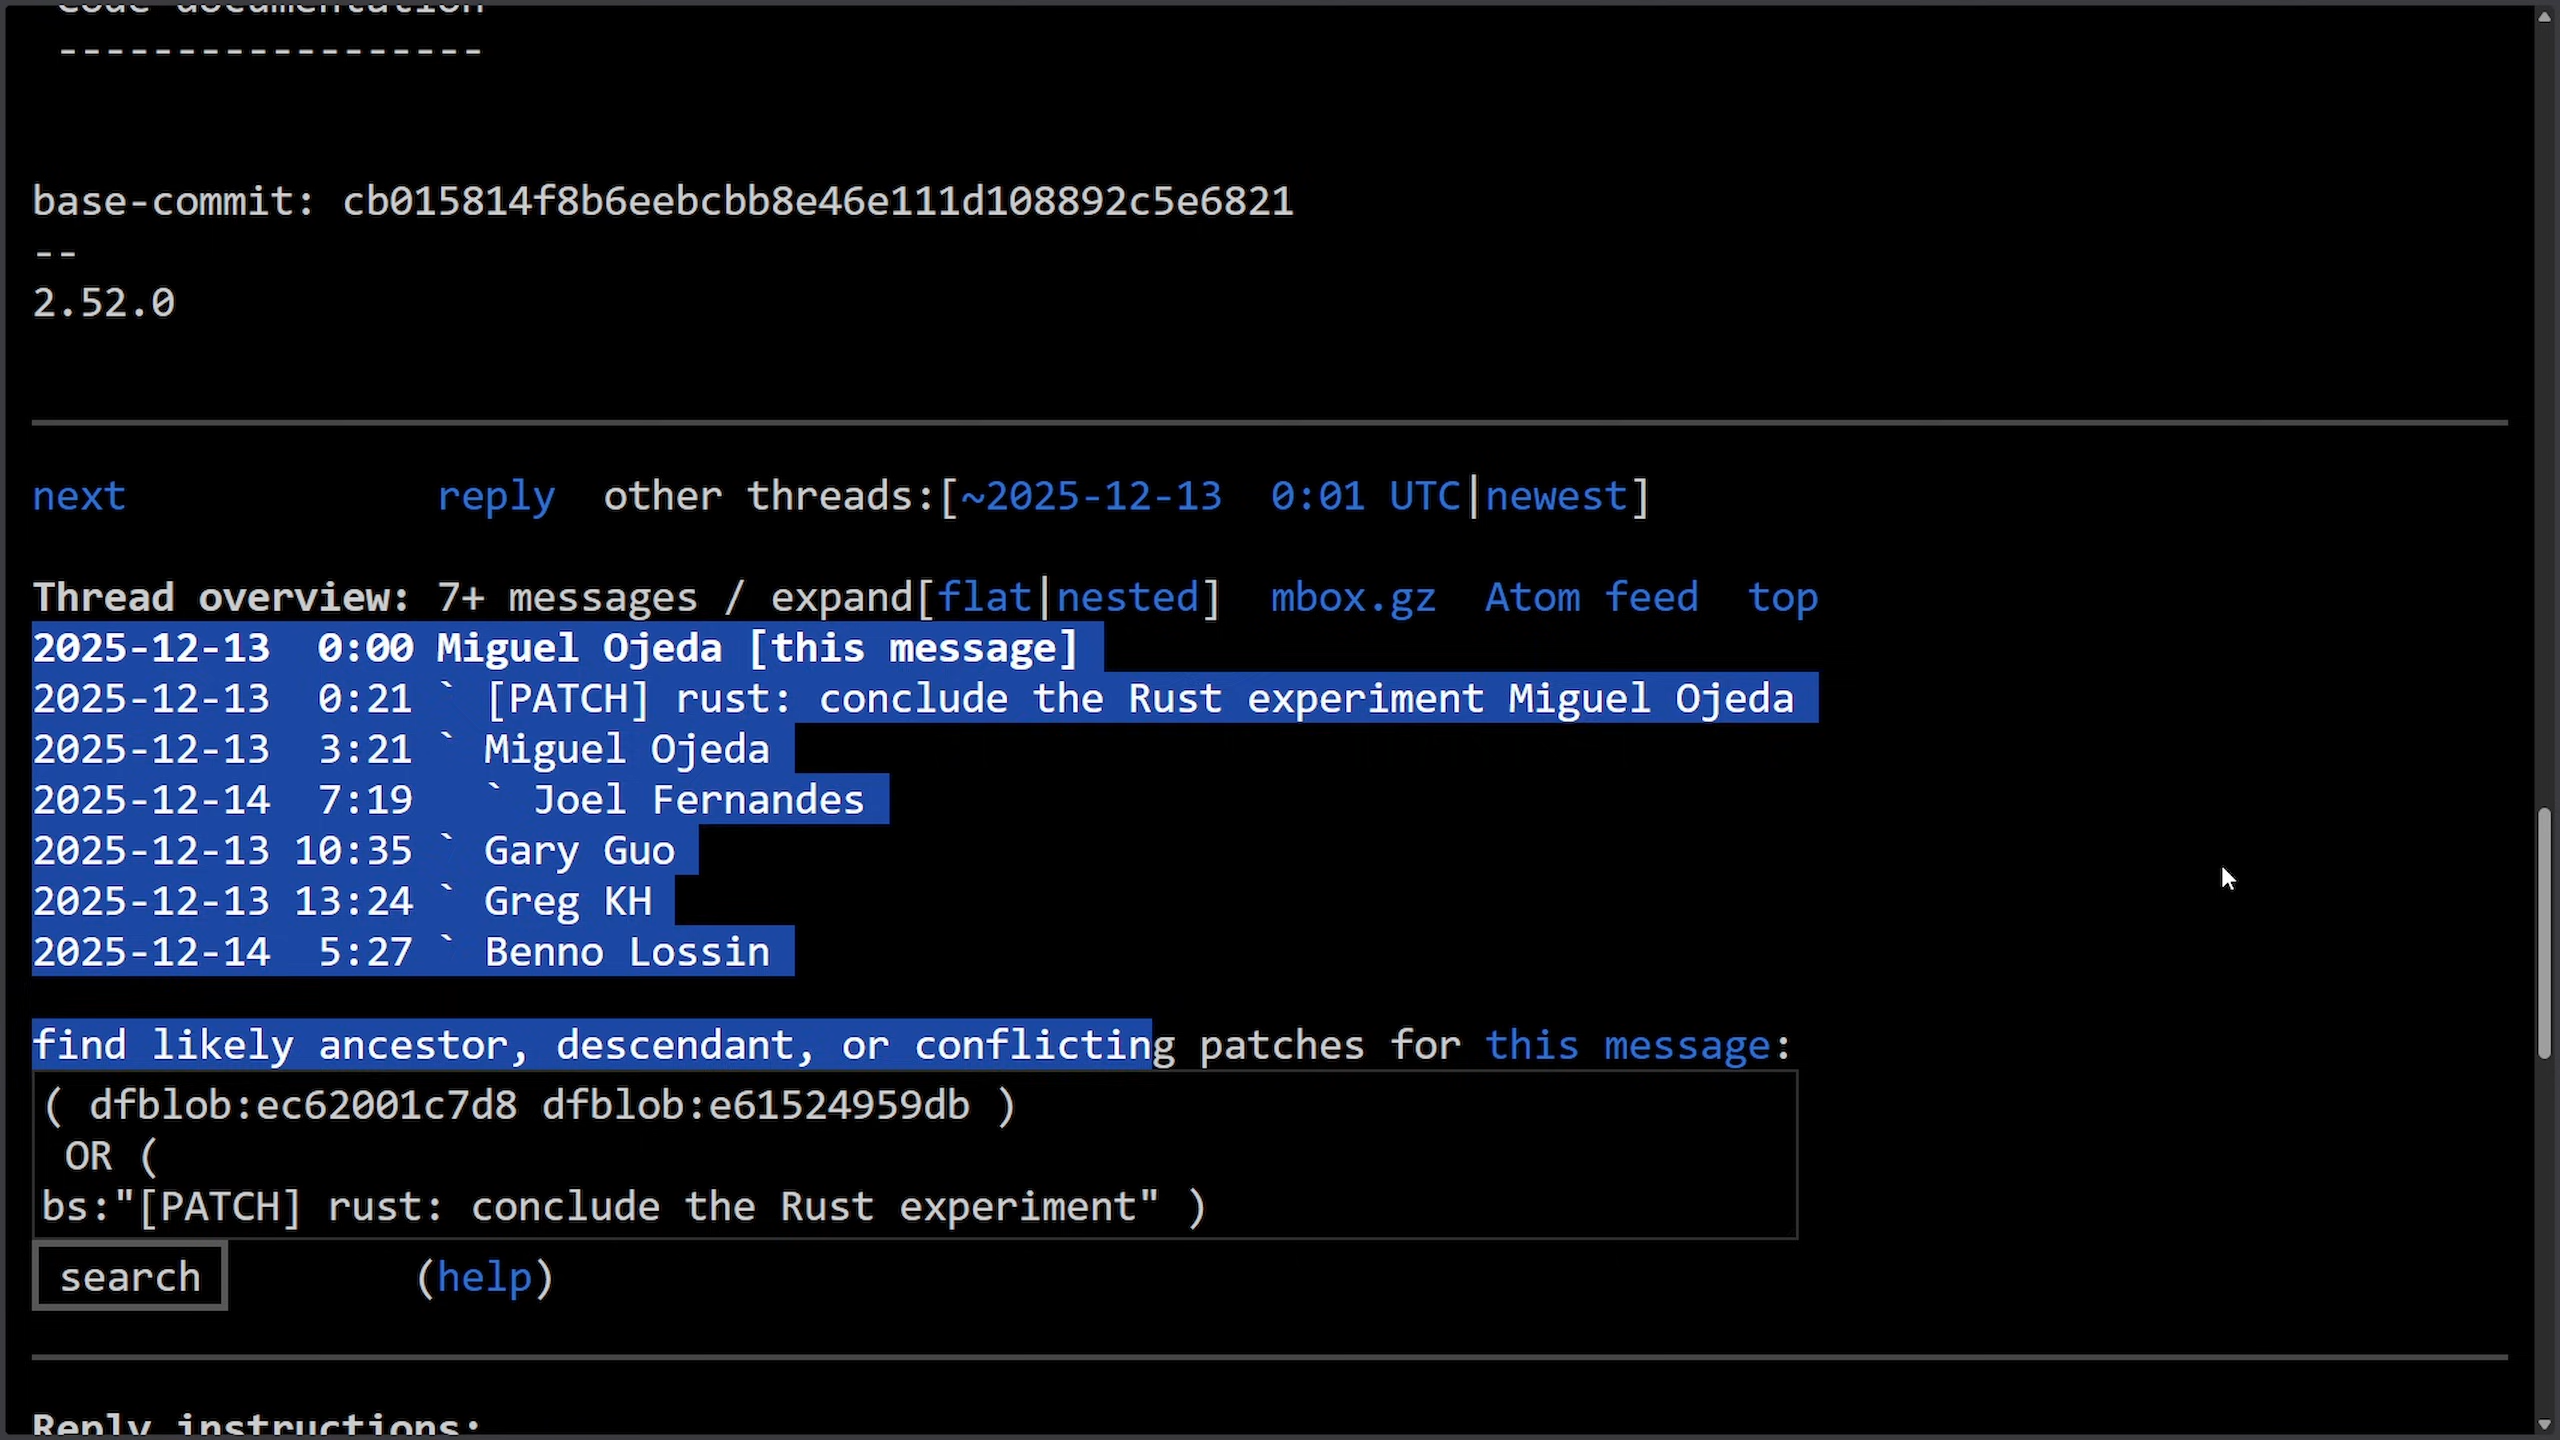 Code documentation
------------------
base-commit: cb015814f8b6eebcbb8e46e111d108892c5e6821
--
2.52.0
next             reply  other threads:[~2025-12-13  0:01 UTC|newest]
Thread overview: 7+ messages / expand[flat|nested]  mbox.gz  Atom feed  top
2025-12-13  0:00 Miguel Ojeda [this message]
2025-12-13  0:21 ` [PATCH] rust: conclude the Rust experiment Miguel Ojeda
2025-12-13  3:21 ` Miguel Ojeda
2025-12-14  7:19   ` Joel Fernandes
2025-12-13 10:35 ` Gary Guo
2025-12-13 13:24 ` Greg KH
2025-12-14  5:27 ` Benno Lossin
find likely ancestor, descendant, or conflicting patches for this message:
( dfblob:ec62001c7d8 dfblob:e61524959db )
 OR (
bs:"[PATCH] rust: conclude the Rust experiment" )
search        (help)
Reply instructions: